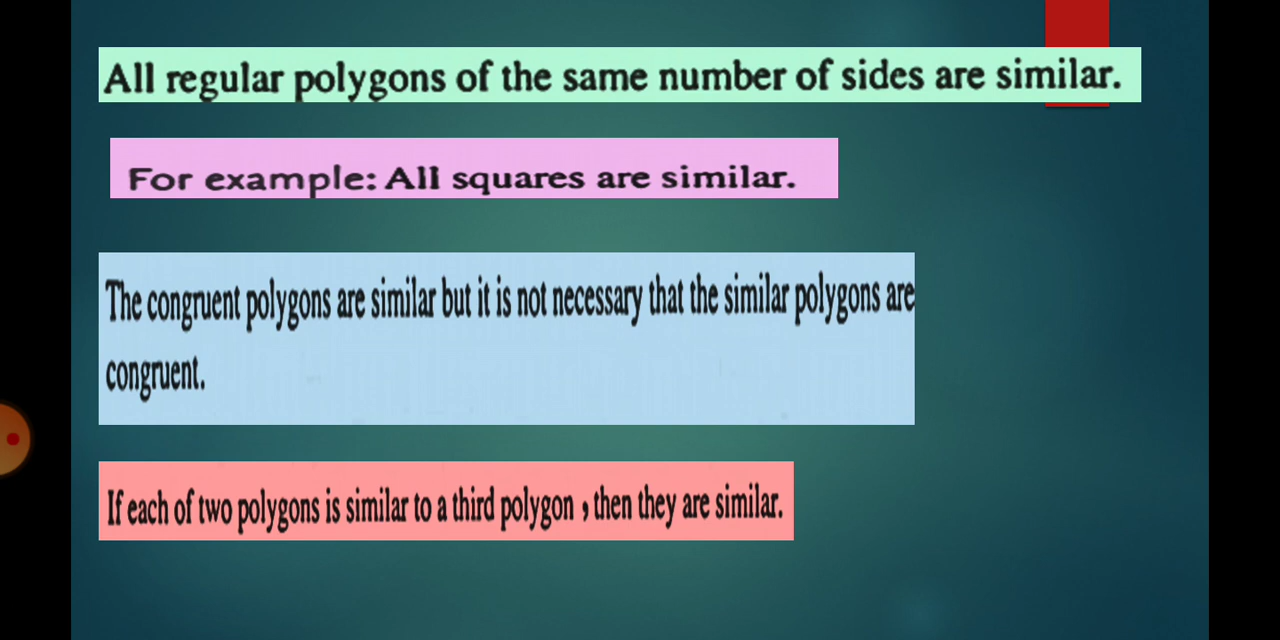 All regular polygons of the same number of sides are similar.
For example: All squares are similar.
The congruent polygons are similar but it is not necessary that the similar polygons are
congruent.
If each of two polygons is similar to a third polygon , then they are similar.